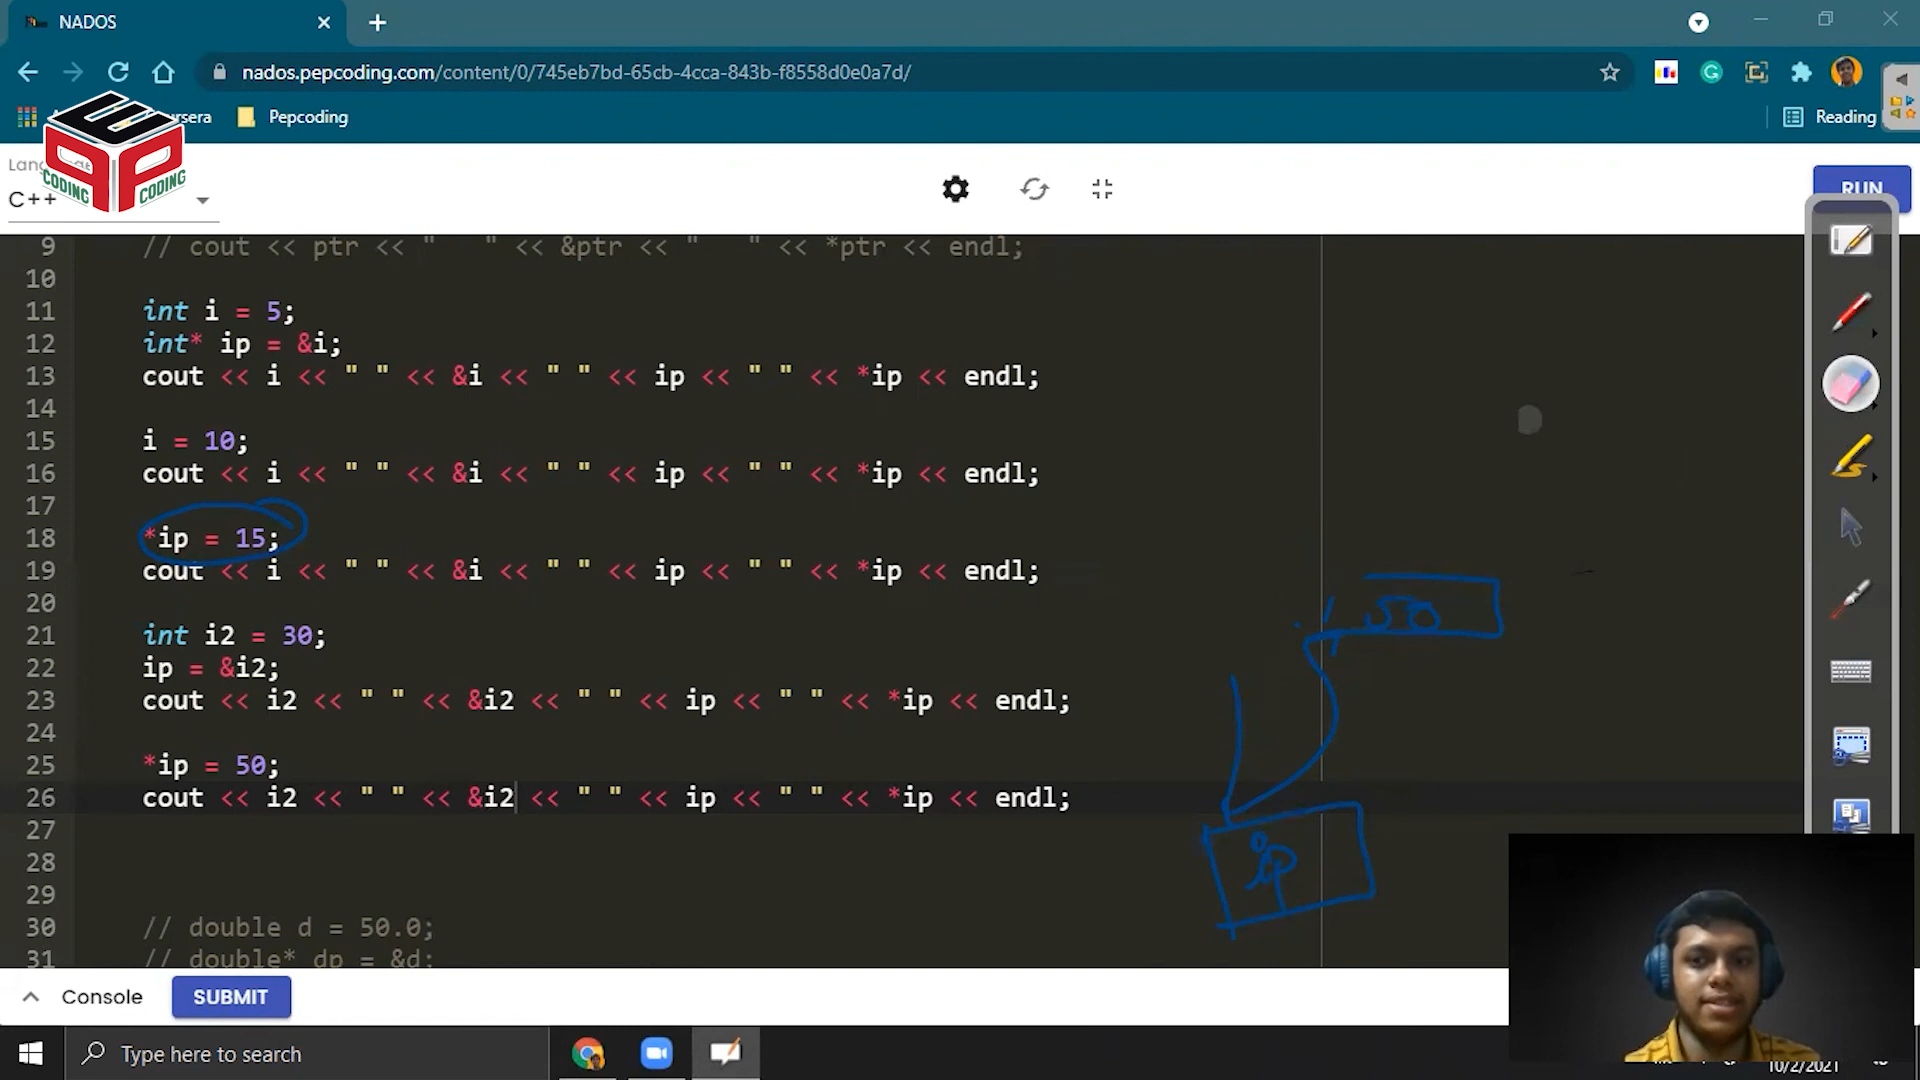 NADOS
nados.pepcoding.com/content/0/745eb7bd-65cb-4cca-843b-f8558d0e0a7d/
Pepcoding
Reading
CODING CODING
C++
RUN
9 // cout << ptr << "   " << &ptr << "   " << *ptr << endl;
10
11 int i = 5;
12 int* ip = &i;
13 cout << i << " " << &i << " " << ip << " " << *ip << endl;
14
15 i = 10;
16 cout << i << " " << &i << " " << ip << " " << *ip << endl;
17
18 *ip = 15;
19 cout << i << " " << &i << " " << ip << " " << *ip << endl;
20
21 int i2 = 30;
22 ip = &i2;
23 cout << i2 << " " << &i2 << " " << ip << " " << *ip << endl;
24
25 *ip = 50;
26 cout << i2 << " " << &i2 << " " << ip << " " << *ip << endl;
27
28
29
30 // double d = 50.0;
31 // double* dp = &d;
50
ip
Console
SUBMIT
Type here to search
10/2/2021